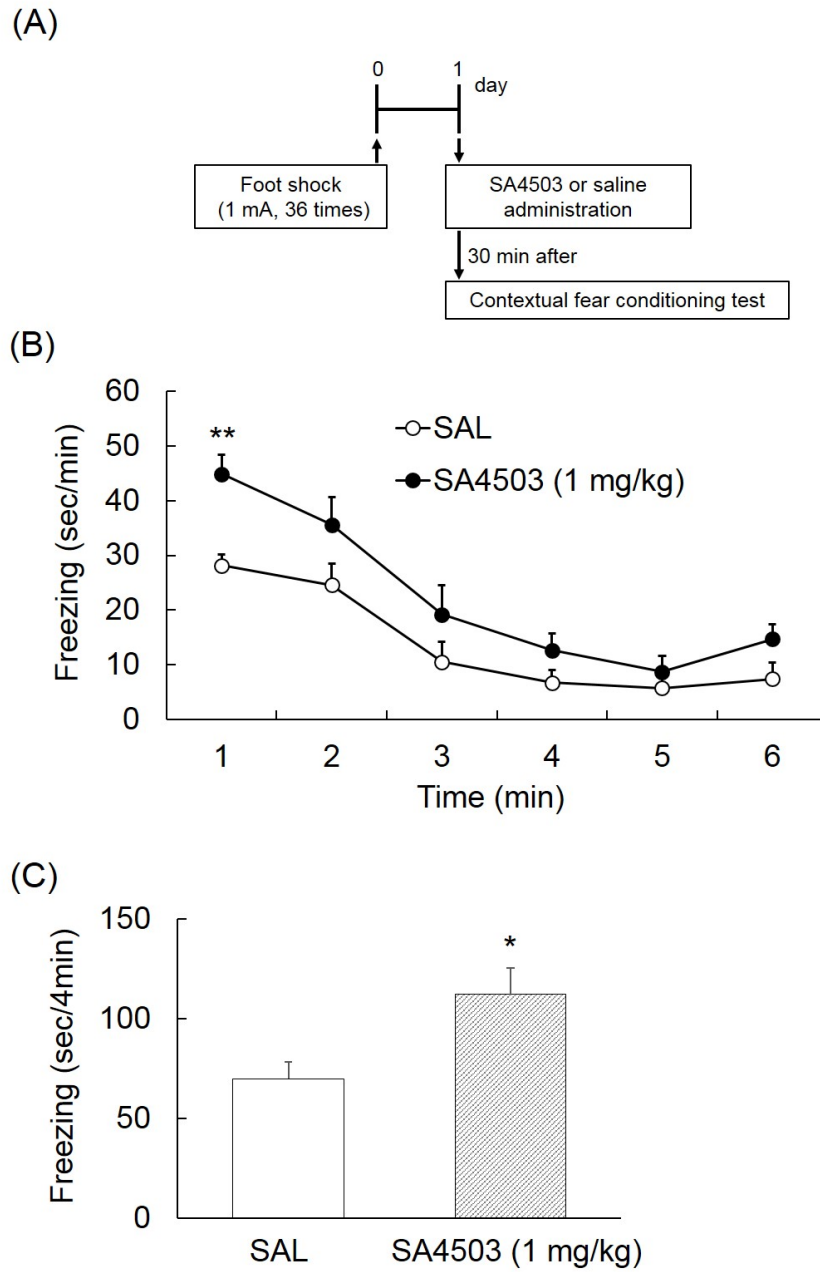 (A)
0 1
day
Foot shock
(1 mA, 36 times)
SA4503 or saline
administration
30 min after
Contextual fear conditioning test
(B)
Freezing (sec/min)
60
50
40
30
20
10
0
**
SAL
SA4503 (1 mg/kg)
1 2 3 4 5 6
Time (min)
(C)
Freezing (sec/4min)
150
100
50
0
*
SAL SA4503 (1 mg/kg)